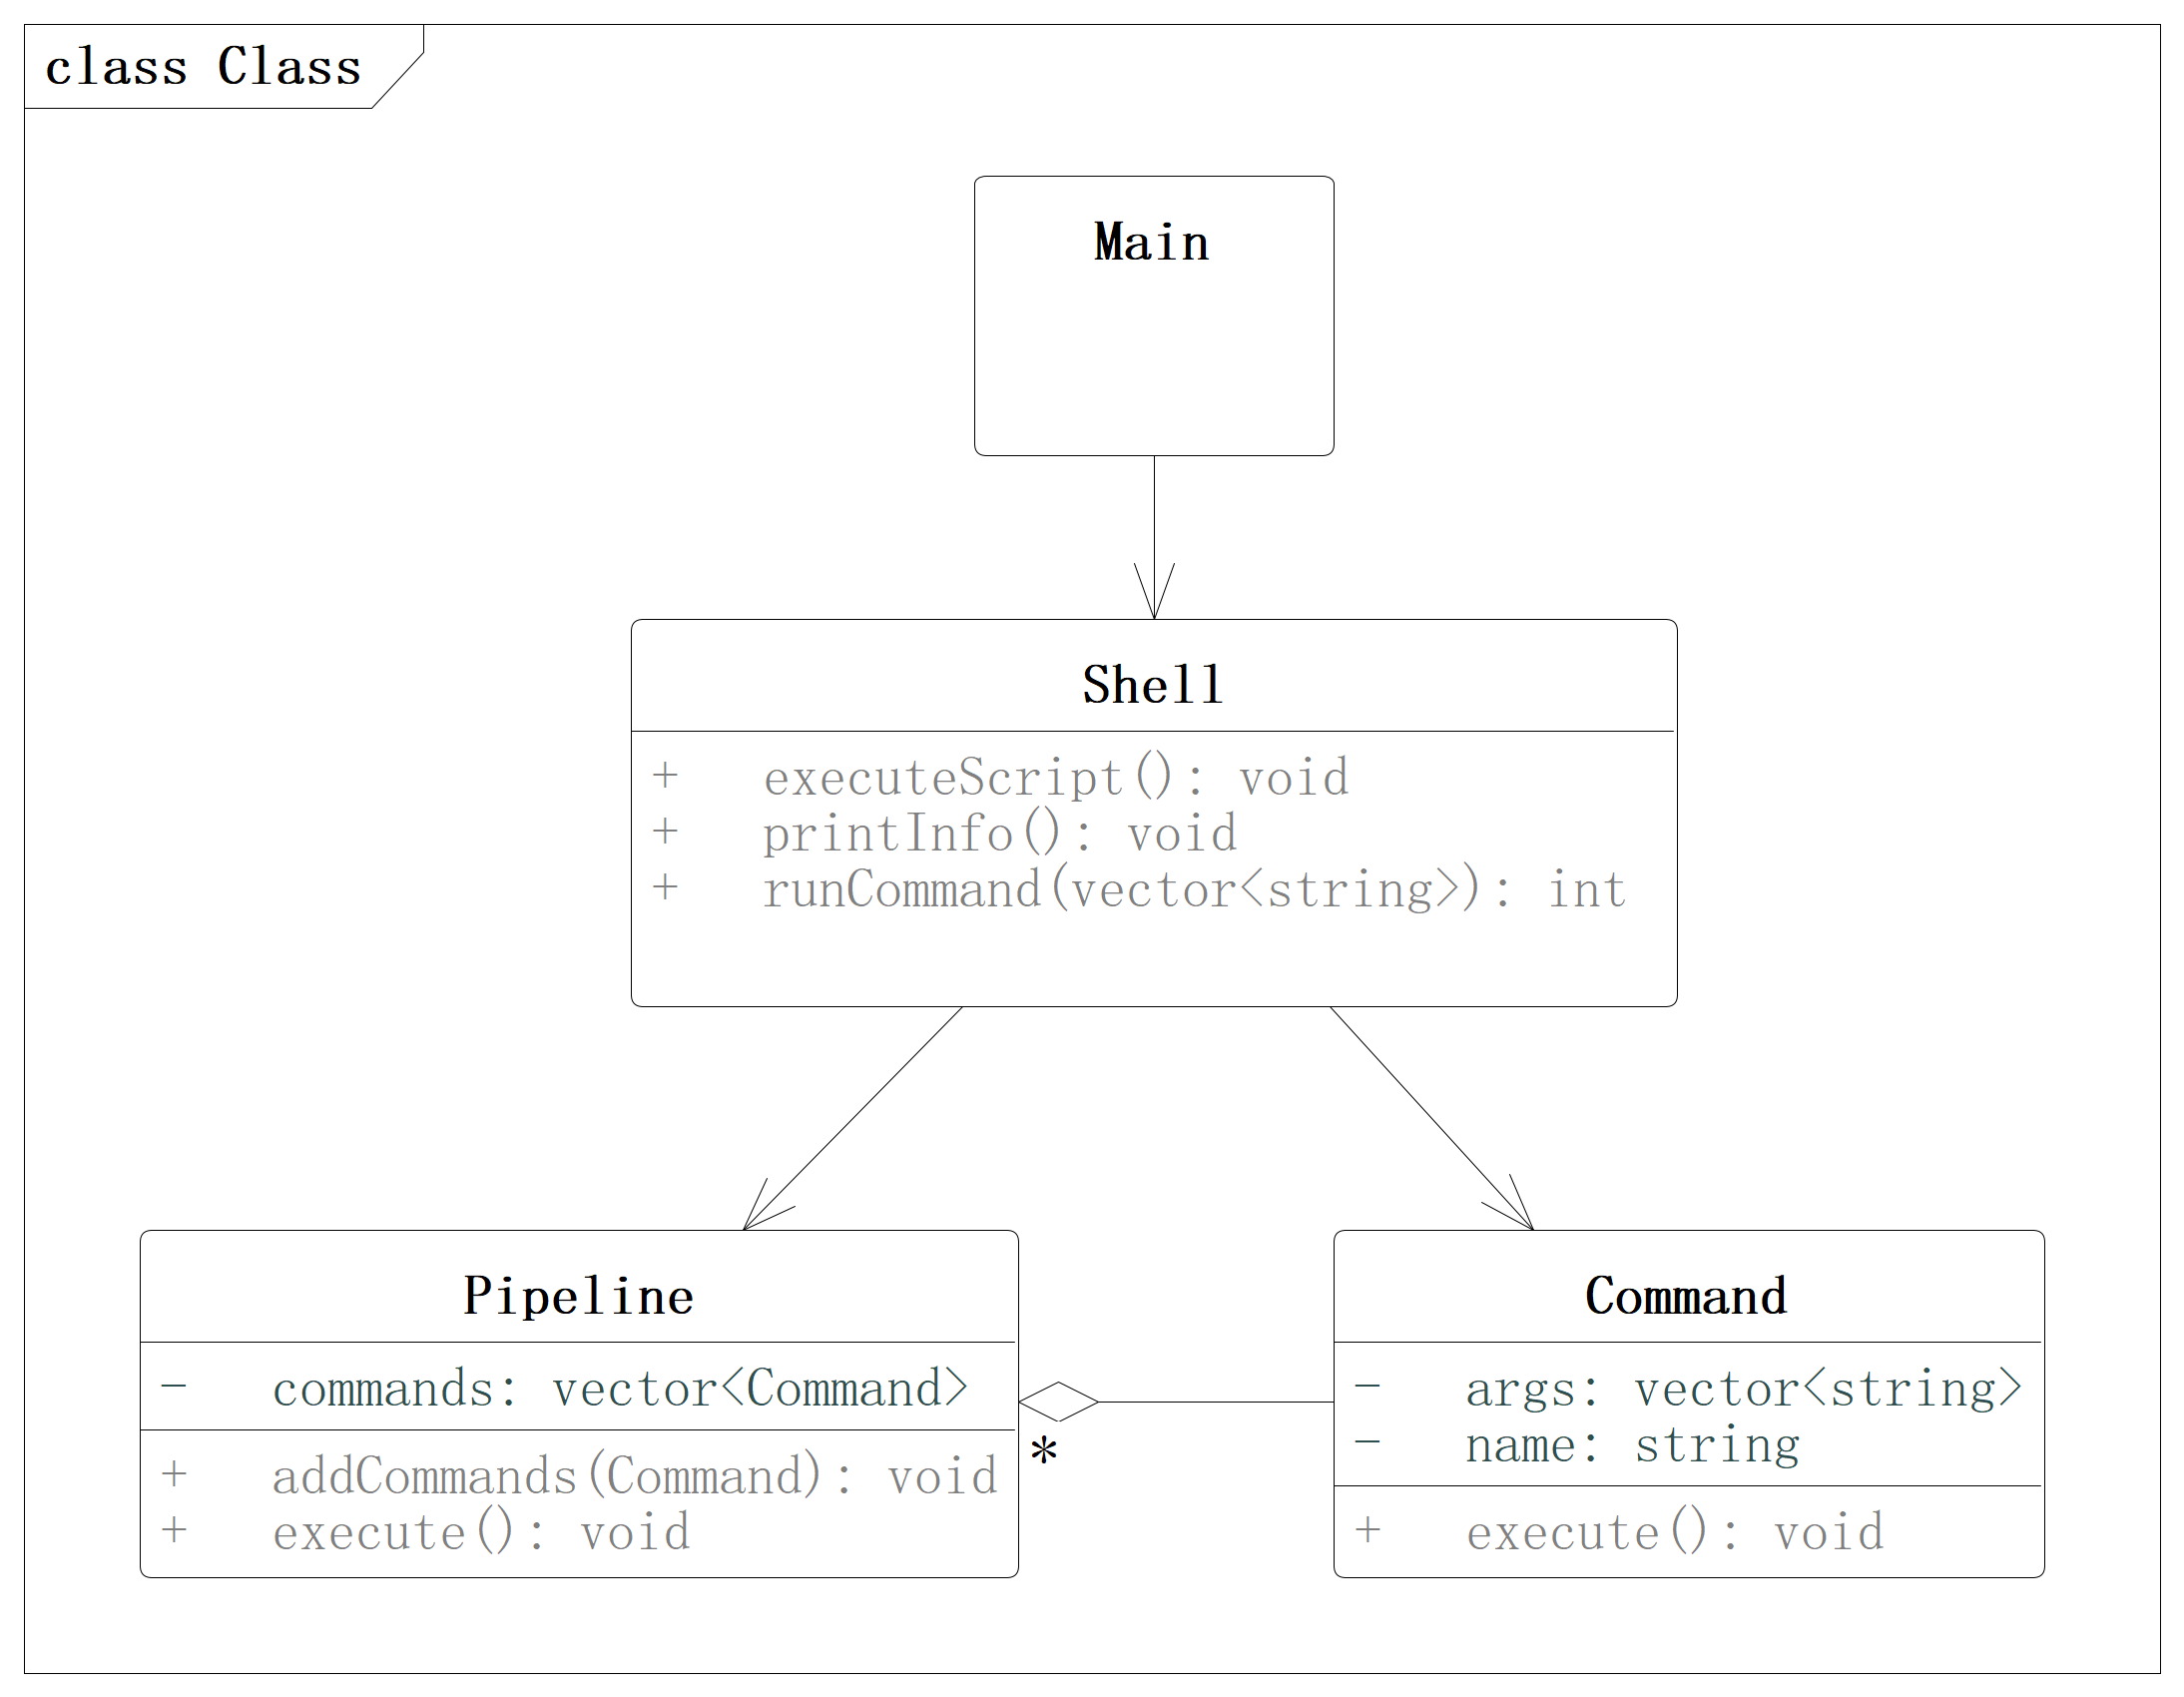 class Class
Main
Shell
+ executeScript(): void
+ printInfo(): void
+ runCommand(vector<string>): int
Pipeline
- commands: vector<Command>
+ addCommands(Command): void
+ execute(): void
*
Command
- args: vector<string>
- name: string
+ execute(): void